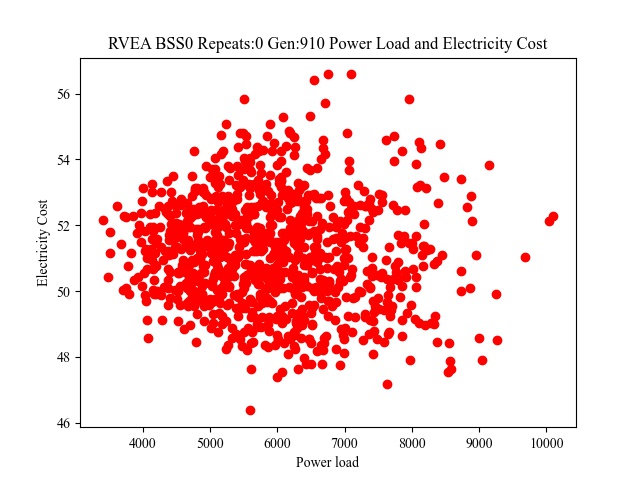 RVEA BSS0 Repeats:0 Gen:910 Power Load and Electricity Cost
56
54
52
50
48
46
Electricity Cost
4000 5000 6000 7000 8000 9000 10000
Power load